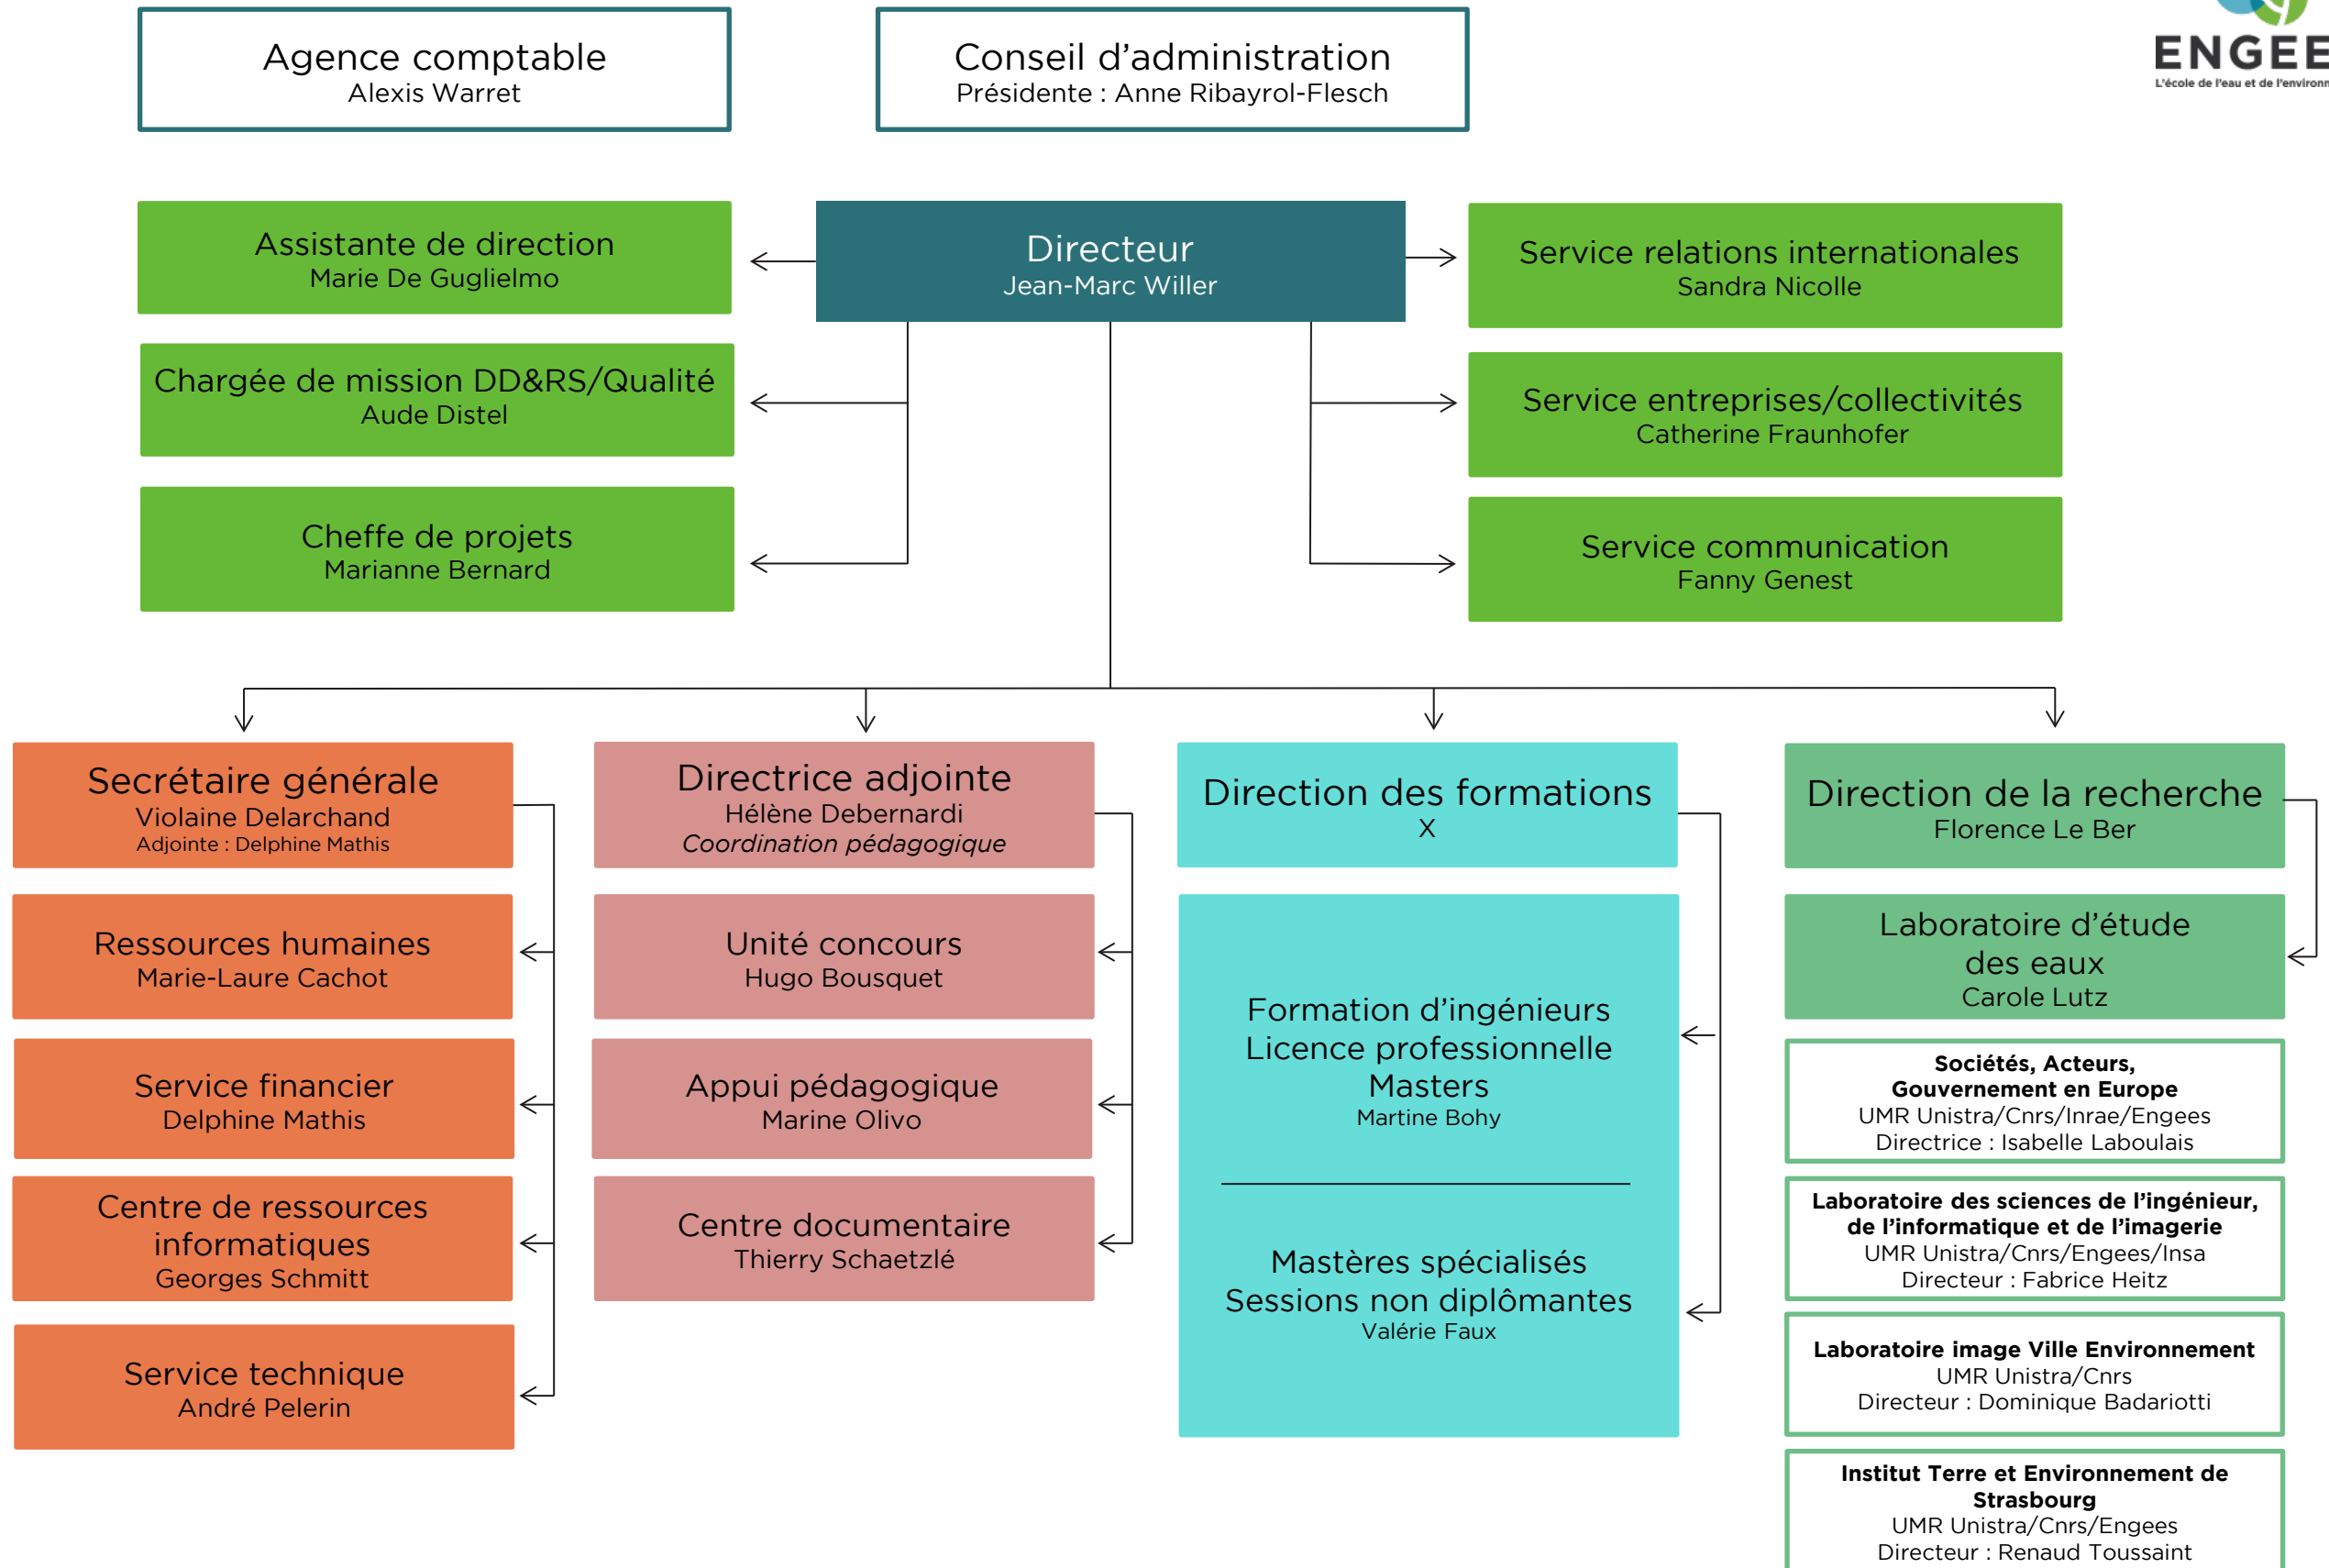 Agence comptable
Alexis Warret
Conseil d'administration
Présidente : Anne Ribayrol-Flesch
ENGEE
L'école de l'eau et de l'environn
Assistante de direction
Marie De Guglielmo
Directeur
Jean-Marc Willer
Service relations internationales
Sandra Nicolle
Chargée de mission DD&RS/Qualité
Aude Distel
Service entreprises/collectivités
Catherine Fraunhofer
Cheffe de projets
Marianne Bernard
Service communication
Fanny Genest
Secrétaire générale
Violaine Delarchand
Adjointe : Delphine Mathis
Ressources humaines
Marie-Laure Cachot
Service financier
Delphine Mathis
Centre de ressources
informatiques
Georges Schmitt
Service technique
André Pelerin
Directrice adjointe
Hélène Debernardi
Coordination pédagogique
Unité concours
Hugo Bousquet
Appui pédagogique
Marine Olivo
Centre documentaire
Thierry Schaetzlé
Direction des formations
X
Formation d'ingénieurs
Licence professionnelle
Masters
Martine Bohy
Mastères spécialisés
Sessions non diplômantes
Valérie Faux
Direction de la recherche
Florence Le Ber
Laboratoire d'étude
des eaux
Carole Lutz
Sociétés, Acteurs,
Gouvernement en Europe
UMR Unistra/Cnrs/Inrae/Engees
Directrice : Isabelle Laboulais
Laboratoire des sciences de l'ingénieur,
de l'informatique et de l'imagerie
UMR Unistra/Cnrs/Engees/Insa
Directeur : Fabrice Heitz
Laboratoire image Ville Environnement
UMR Unistra/Cnrs
Directeur : Dominique Badariotti
Institut Terre et Environnement de
Strasbourg
UMR Unistra/Cnrs/Engees
Directeur : Renaud Toussaint